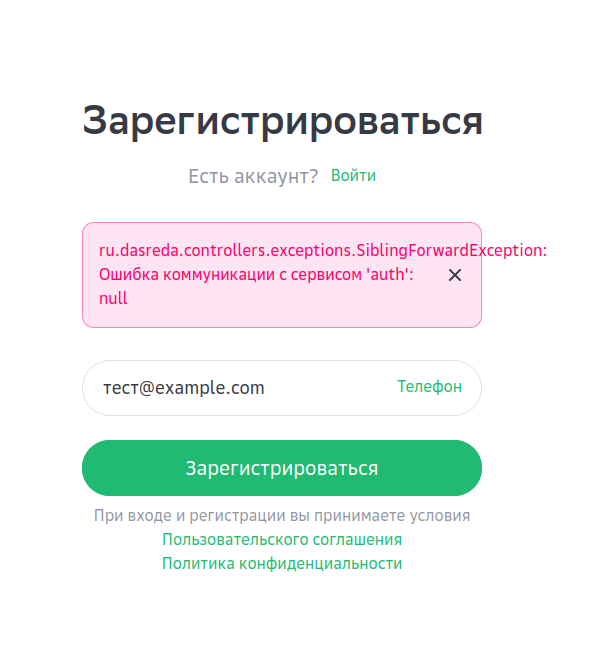 Зарегистрироваться
Есть аккаунт? Войти
ru.dasreda.controllers.exceptions.SiblingForwardException:
Ошибка коммуникации с сервисом 'auth':
null
тест@example.com Телефон
Зарегистрироваться
При входе и регистрации вы принимаете условия
Пользовательского соглашения
Политика конфиденциальности